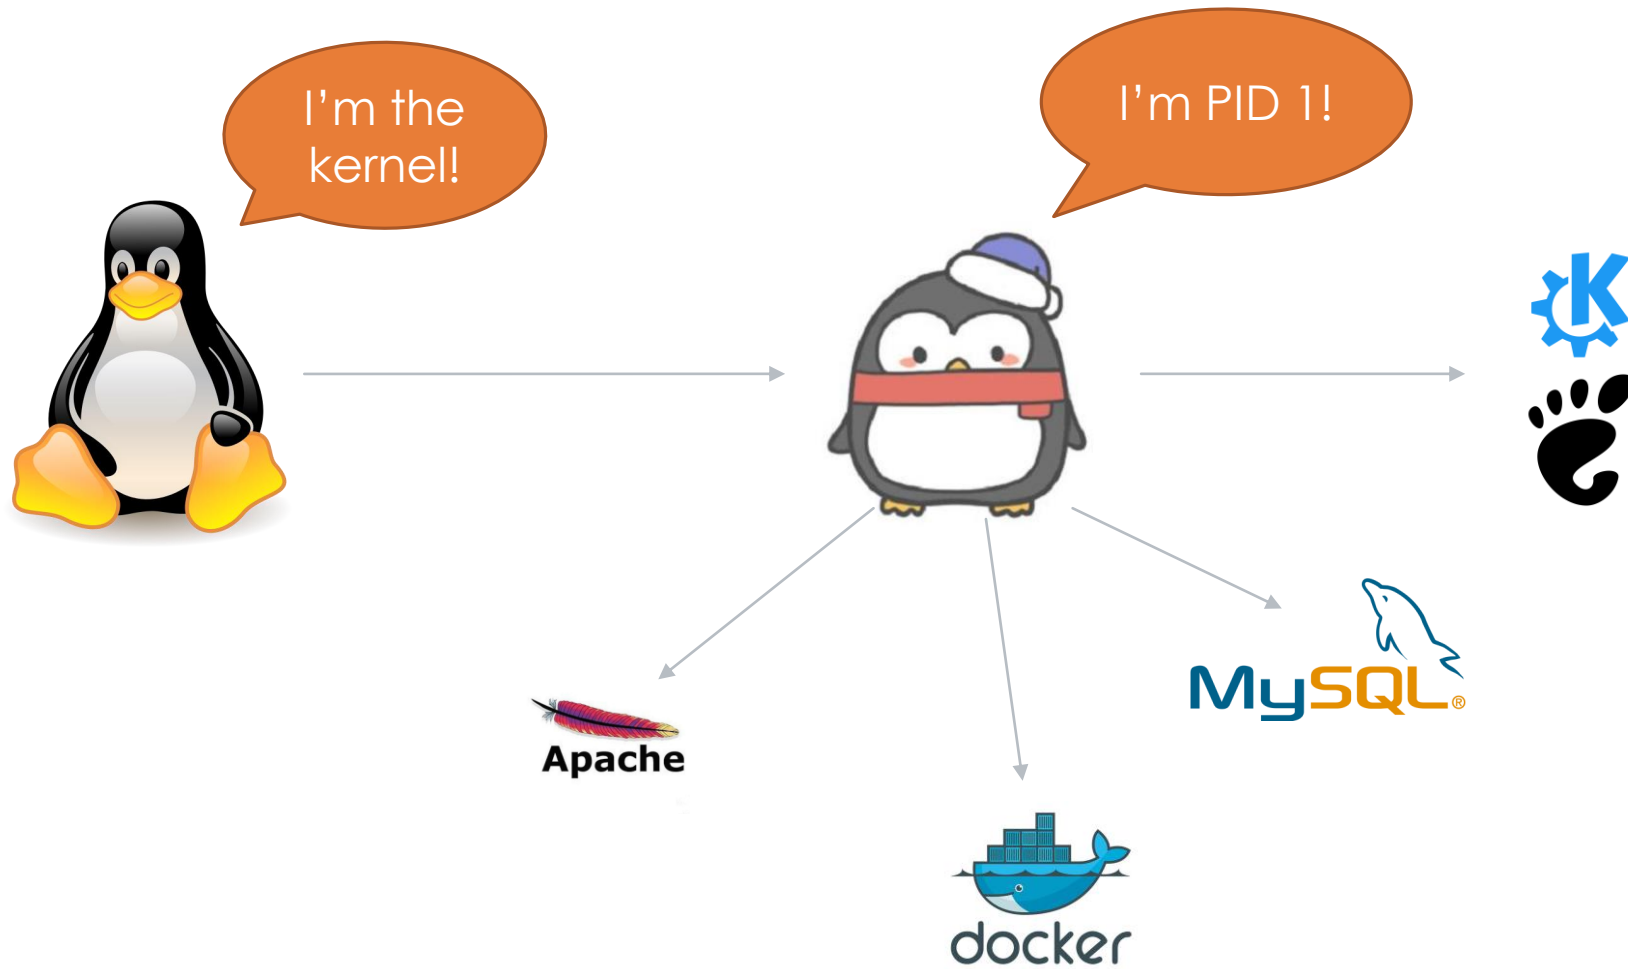 I’m the
kernel!
I’m PID 1!
MySQL®
Apache
docker